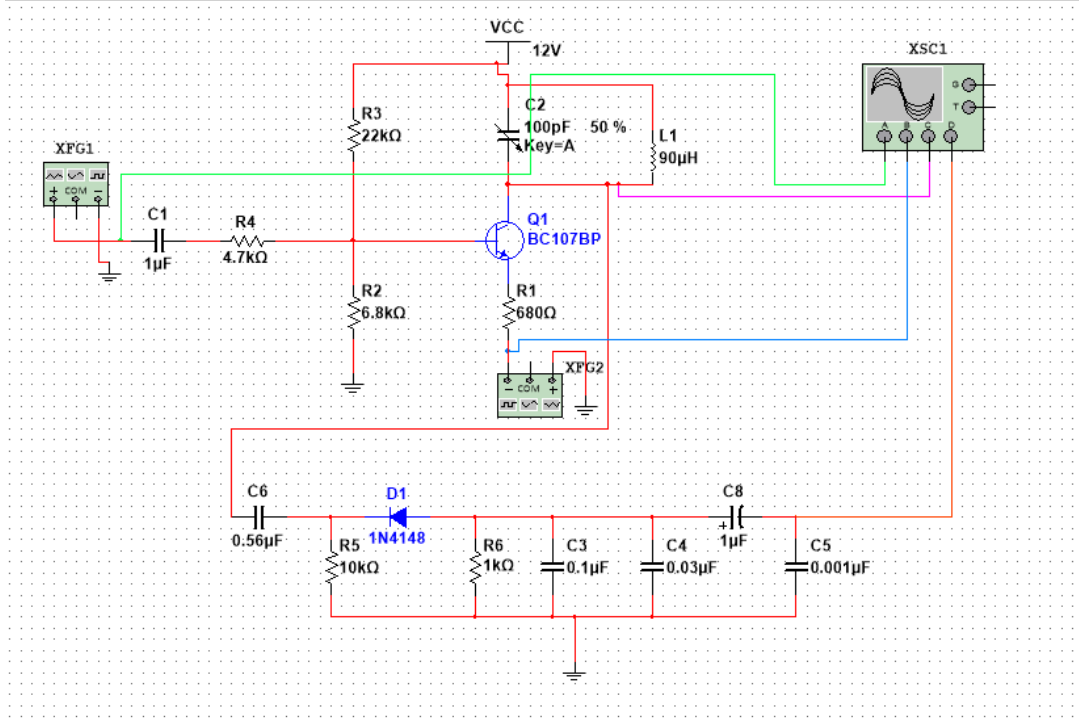 VCC
12V
XSC1
G
T
A B C D
R3
22kΩ
C2
100pF 50 %
Key=A
L1
90µH
XFG1
+ COM −
C1
1µF
R4
4.7kΩ
Q1
BC107BP
R2
6.8kΩ
R1
680Ω
XFG2
− COM +
C6
0.56µF
D1
1N4148
R5
10kΩ
R6
1kΩ
C3
0.1µF
C4
0.03µF
C8
+
1µF
C5
0.001µF